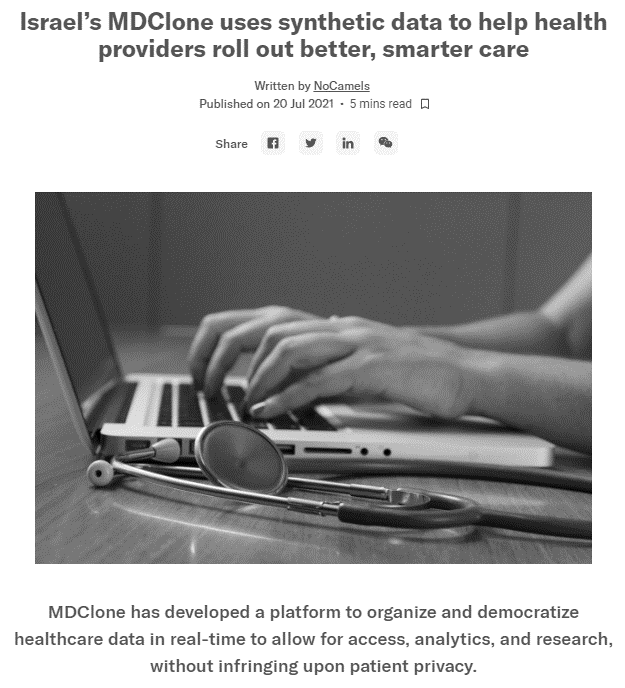 Israel’s MDClone uses synthetic data to help health
providers roll out better, smarter care
Written by NoCamels
Published on 20 Jul 2021 • 5 mins read
Share
MDClone has developed a platform to organize and democratize
healthcare data in real-time to allow for access, analytics, and research,
without infringing upon patient privacy.